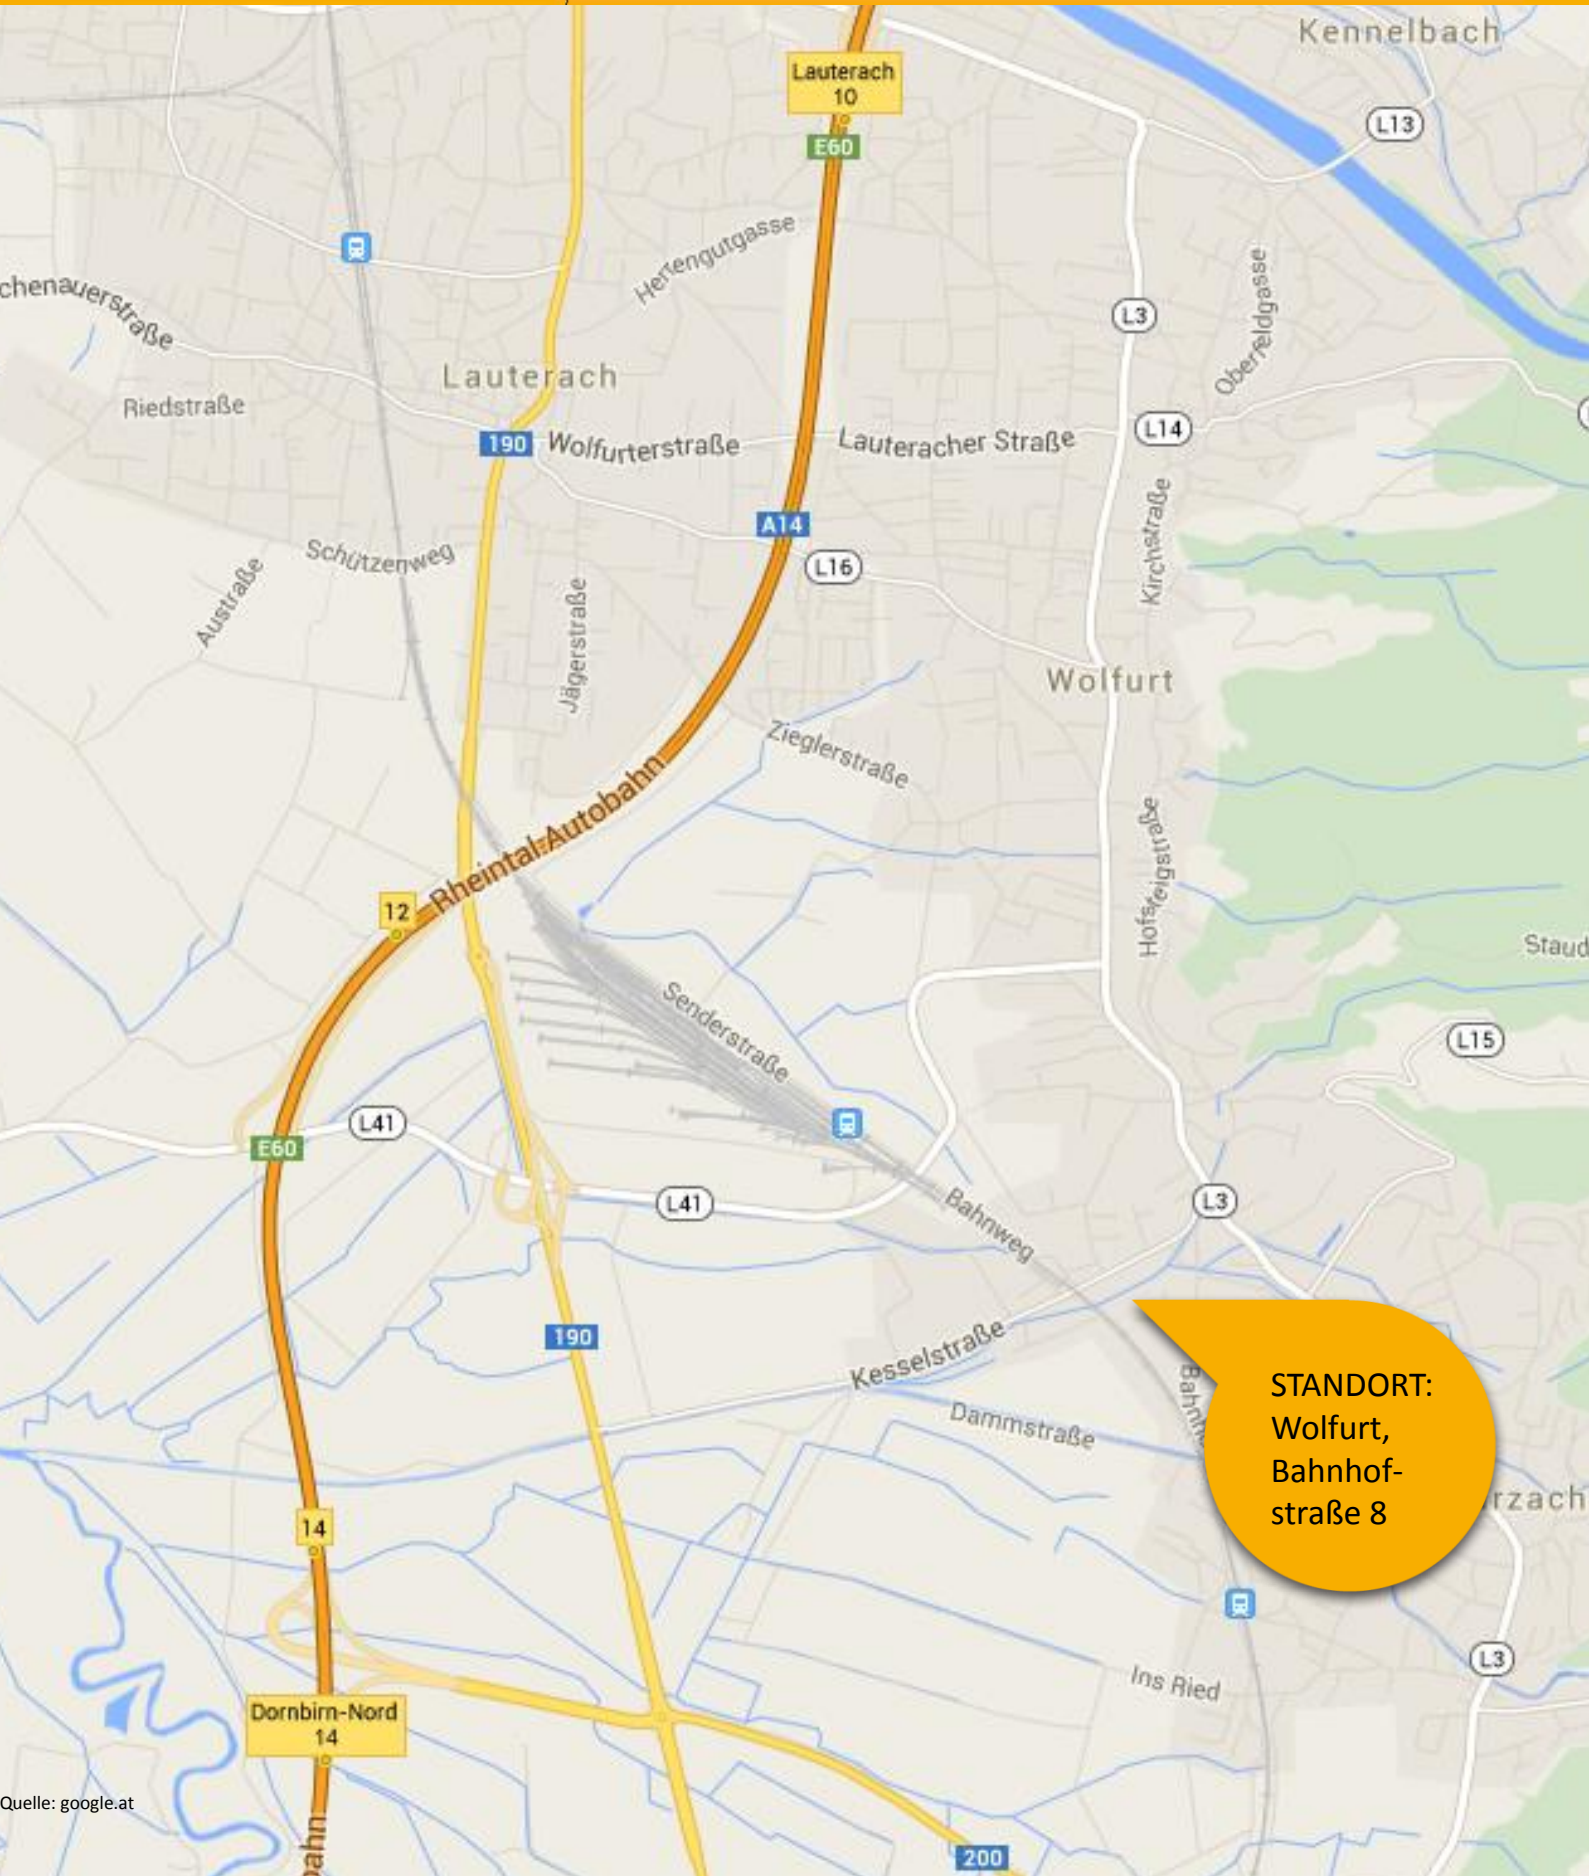 Kennelbach
Lauterach
10
L13
E60
Herrengutgasse
chenauerstraße
L3
Oberfeldgasse
Lauterach
Riedstraße
190
Wolfurterstraße
Lauteracher Straße
L14
A14
Kirchstraße
Schützenweg
L16
Austraße
Jägerstraße
Wolfurt
Zieglerstraße
Rheintal Autobahn
Hofsteigstraße
12
Staud
Senderstraße
L15
L41
E60
L41
L3
Bahnweg
190
Kesselstraße
Dammstraße
STANDORT:
Wolfurt,
Bahnhof-
straße 8
rzach
14
L3
Ins Ried
Dornbirn-Nord
14
Quelle: google.at
bahn
200